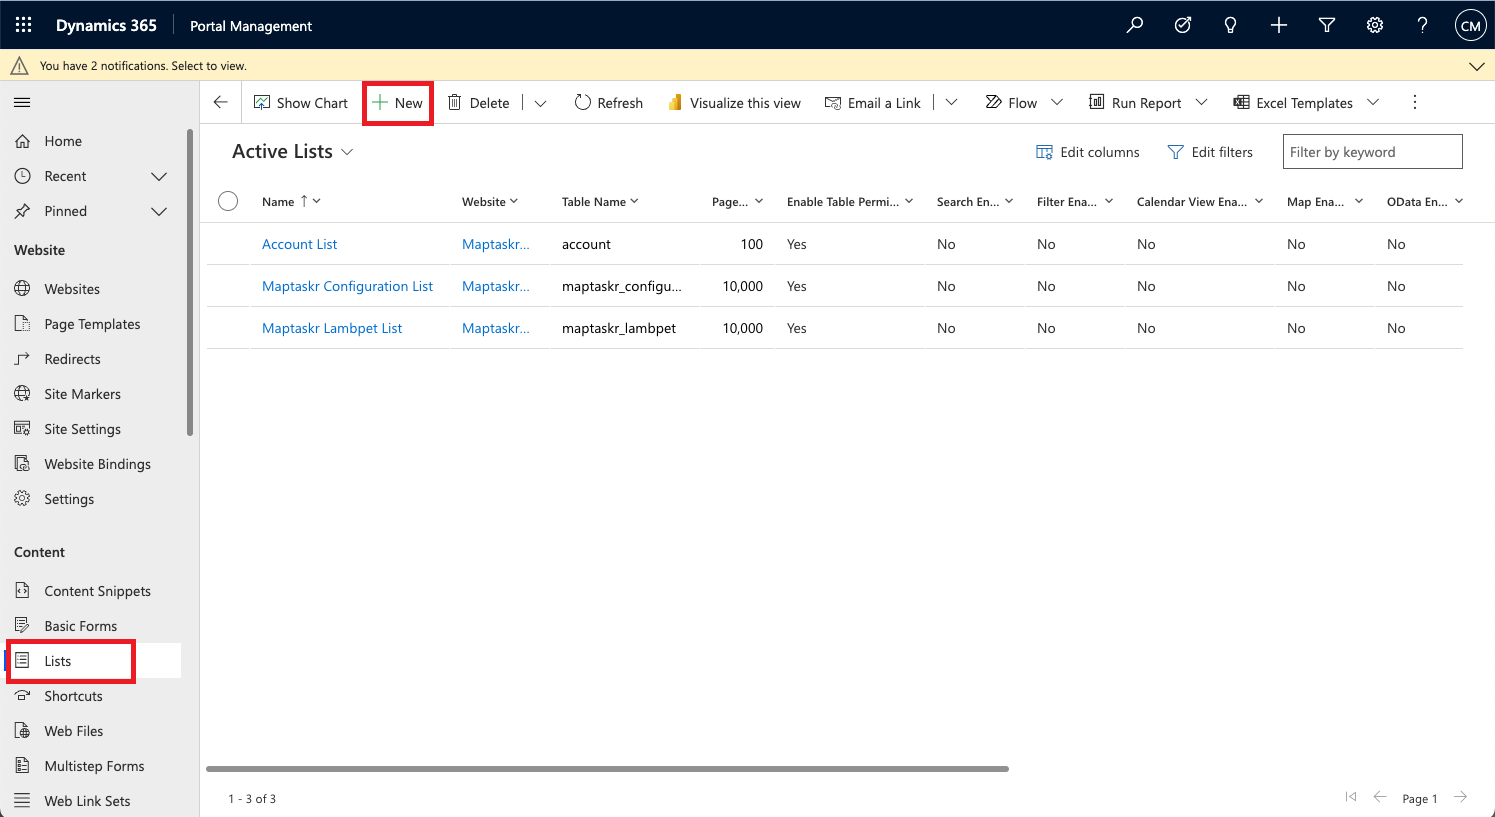 Dynamics 365 Portal Management CM
You have 2 notifications. Select to view.
Show Chart New Delete Refresh Visualize this view Email a Link Flow Run Report Excel Templates
Home
Recent
Pinned
Website
Websites
Page Templates
Redirects
Site Markers
Site Settings
Website Bindings
Settings
Content
Content Snippets
Basic Forms
Lists
Shortcuts
Web Files
Multistep Forms
Web Link Sets
Active Lists Edit columns Edit filters Filter by keyword
Name Website Table Name Page... Enable Table Permi... Search En... Filter Ena... Calendar View Ena... Map Ena... OData En...
Account List Maptaskr... account 100 Yes No No No No No
Maptaskr Configuration List Maptaskr... maptaskr_configu... 10,000 Yes No No No No No
Maptaskr Lambpet List Maptaskr... maptaskr_lambpet 10,000 Yes No No No No No
1 - 3 of 3 Page 1